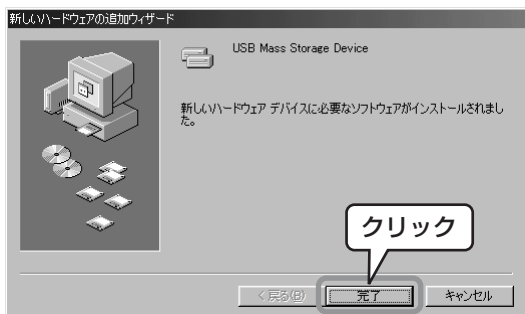 新しいハードウェアの追加ウィザード
USB Mass Storage Device
新しいハードウェア デバイスに必要なソフトウェアがインストールされまし
た。
クリック
< 戻る(B)
完了
キャンセル